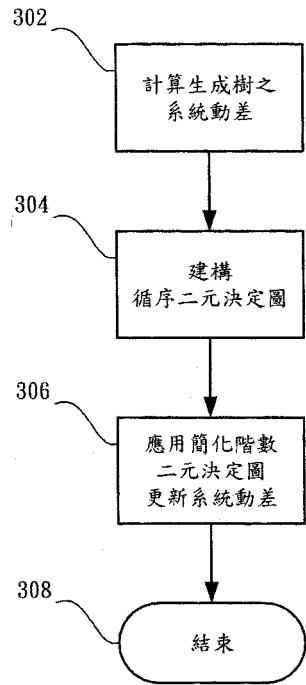 302
計算生成樹之
系統動差
304
建構
循序二元決定圖
306
應用簡化階數
二元決定圖
更新系統動差
308
結束